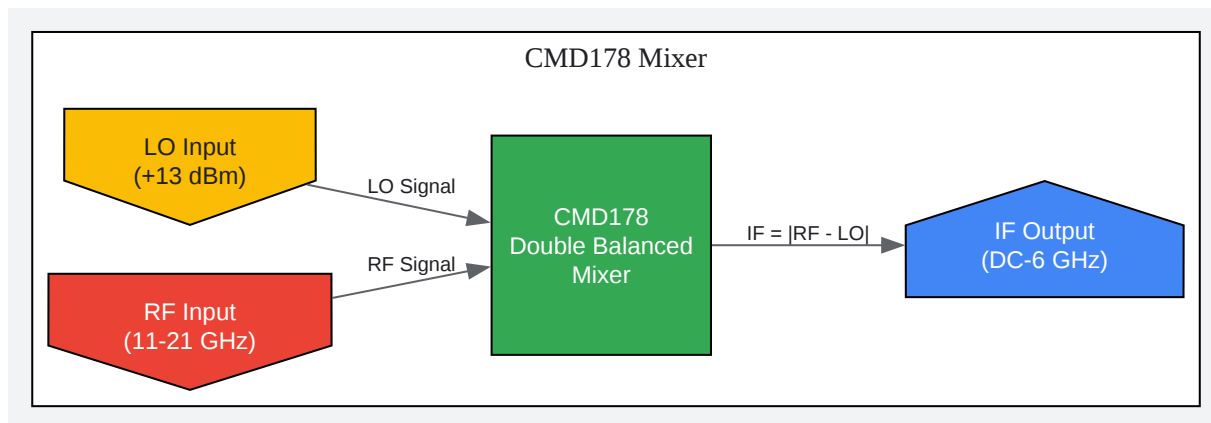 CMD178 Mixer
LO Input
(+13 dBm)
LO Signal
RF Signal
RF Input
(11-21 GHz)
CMD178
Double Balanced
Mixer
IF = |RF - LO|
IF Output
(DC-6 GHz)